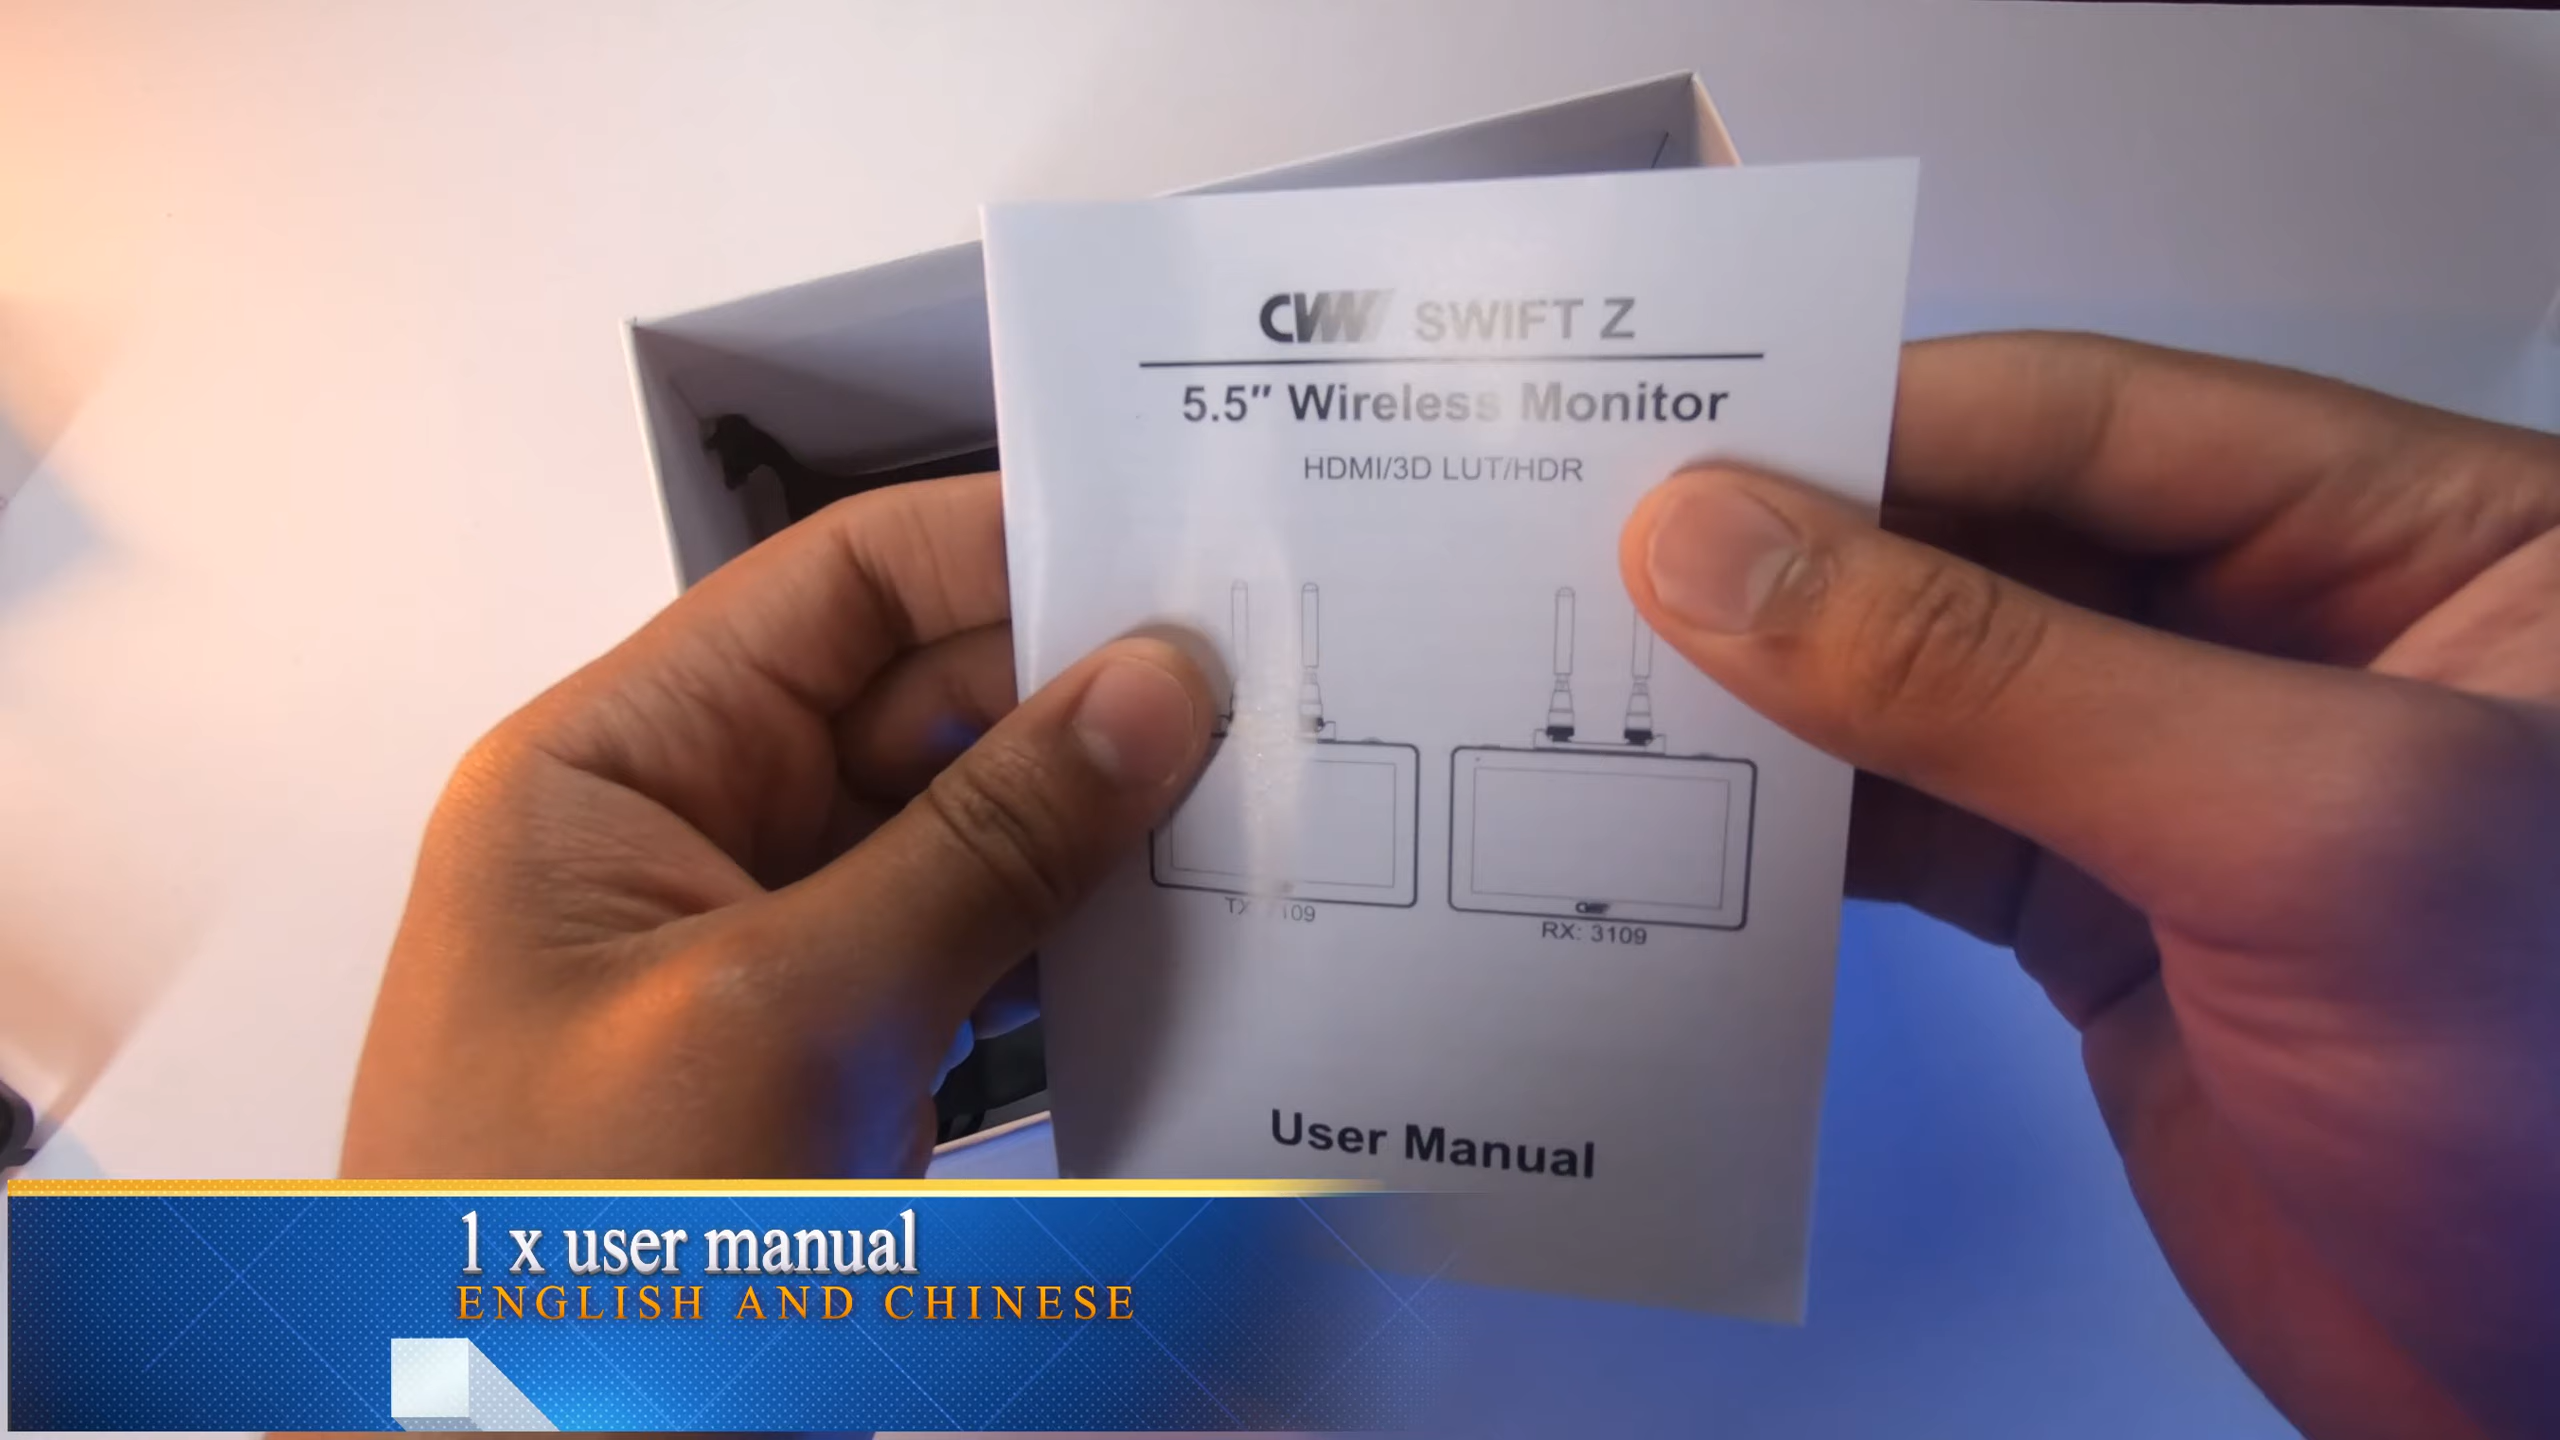 CVW SWIFT Z
5.5" Wireless Monitor
HDMI/3D LUT/HDR
RX: 3109
User Manual
1 x user manual
ENGLISH AND CHINESE